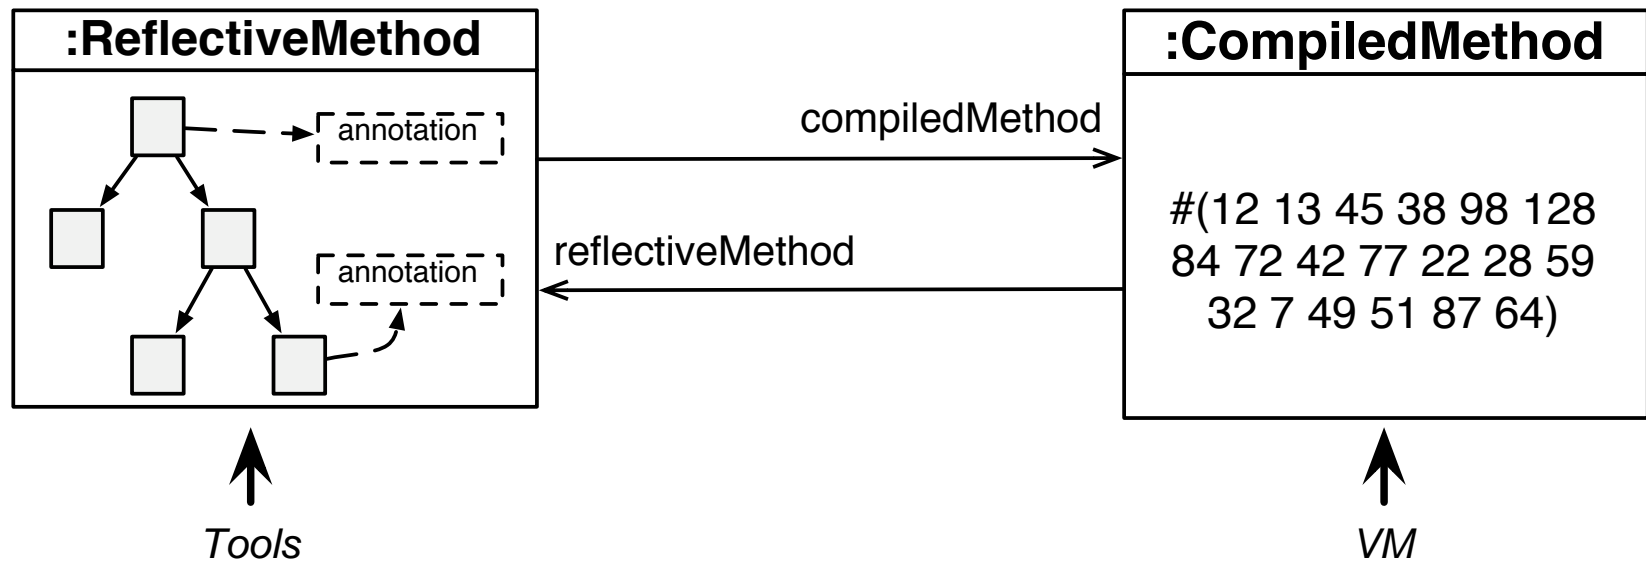 :ReflectiveMethod
annotation
annotation
compiledMethod
reflectiveMethod
:CompiledMethod
#(12 13 45 38 98 128
84 72 42 77 22 28 59
32 7 49 51 87 64)
Tools
VM